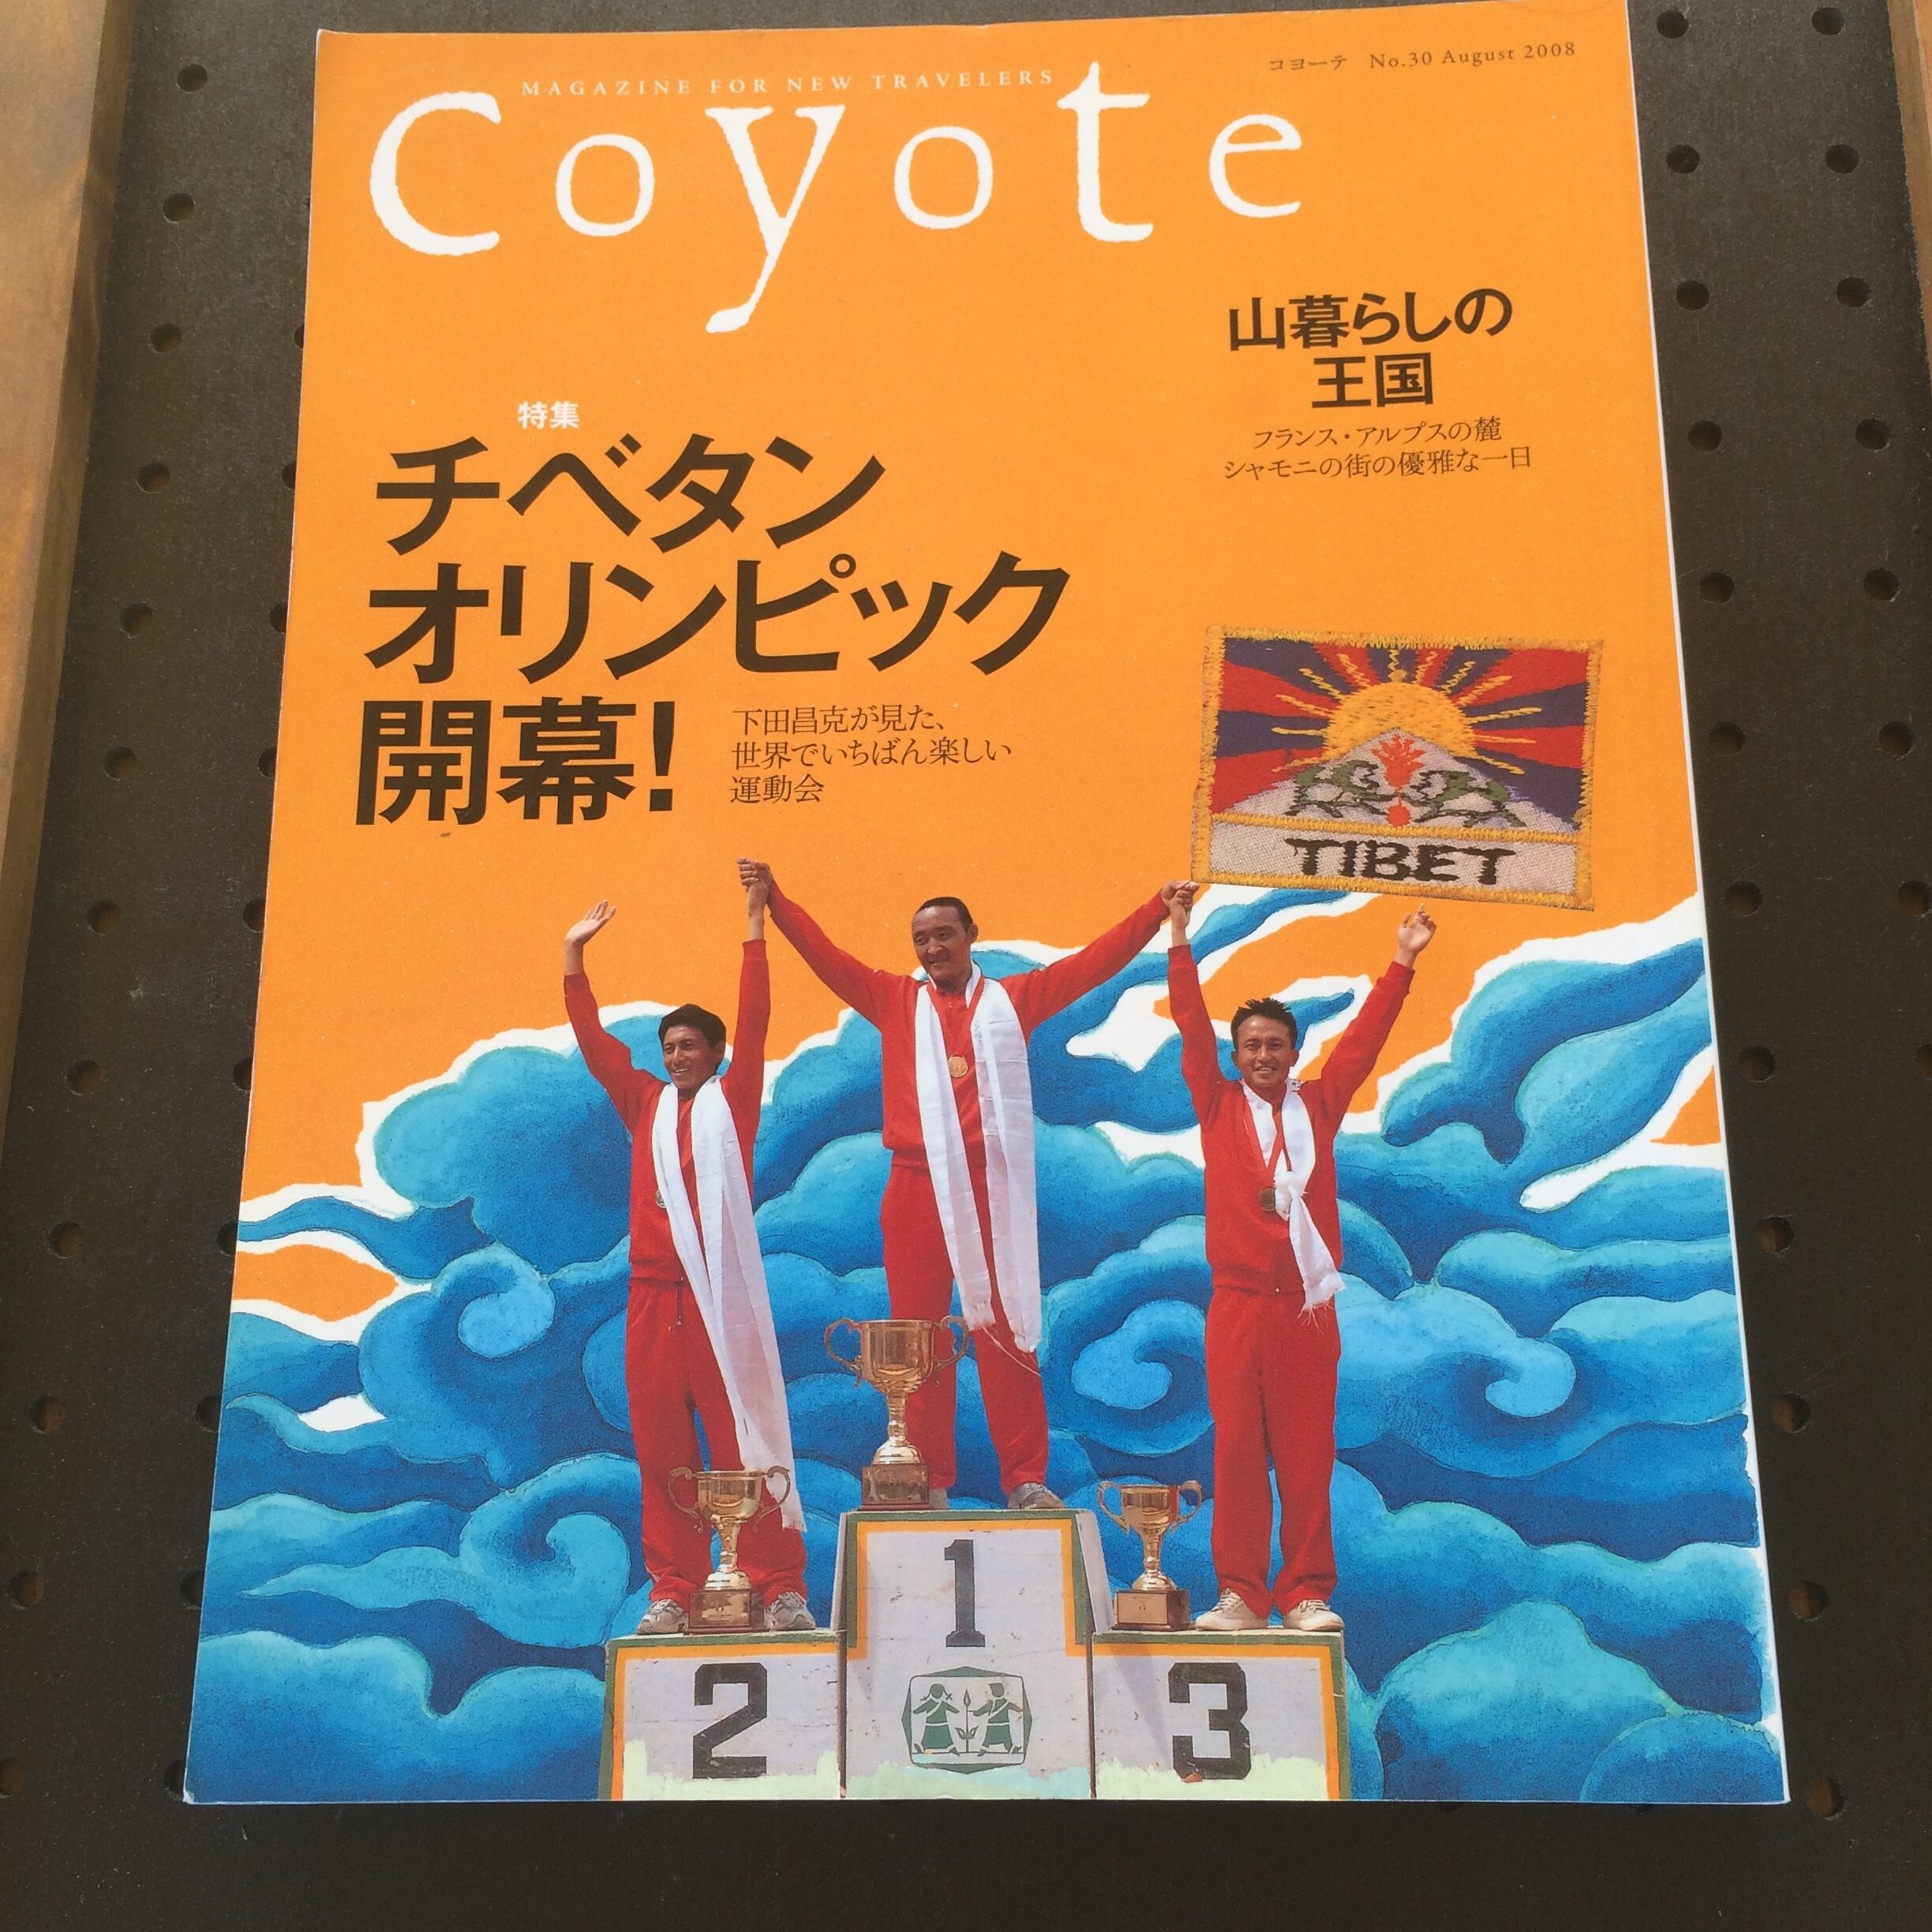 MAGAZINE FOR NEW TRAVELERS
コヨーテ No.30 August 2008
Coyote
山暮らしの
王国
フランス・アルプスの麓
シャモニの街の優雅な一日
特集
チベタン
オリンピック
開幕!
下田昌克が見た、
世界でいちばん楽しい
運動会
TIBET
1
2
3